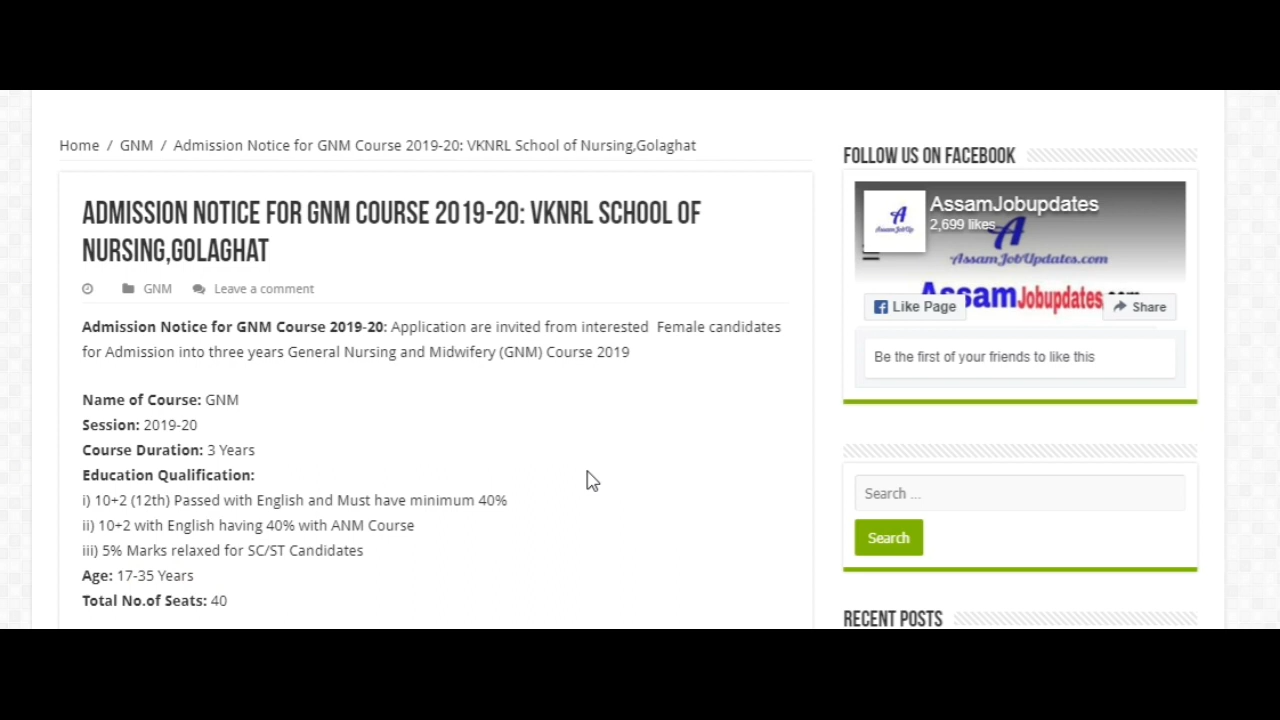 Home / GNM / Admission Notice for GNM Course 2019-20: VKNRL School of Nursing,Golaghat
ADMISSION NOTICE FOR GNM COURSE 2019-20: VKNRL SCHOOL OF
NURSING,GOLAGHAT
GNM Leave a comment
Admission Notice for GNM Course 2019-20: Application are invited from interested  Female candidates
for Admission into three years General Nursing and Midwifery (GNM) Course 2019
Name of Course: GNM
Session: 2019-20
Course Duration: 3 Years
Education Qualification:
i) 10+2 (12th) Passed with English and Must have minimum 40%
ii) 10+2 with English having 40% with ANM Course
iii) 5% Marks relaxed for SC/ST Candidates
Age: 17-35 Years
Total No.of Seats: 40
FOLLOW US ON FACEBOOK
A
AssamJobUp
AssamJobupdates
2,699 likes
A
AssamJobUpdates.com
AssamJobupdates
Like Page
Share
Be the first of your friends to like this
Search ...
Search
RECENT POSTS